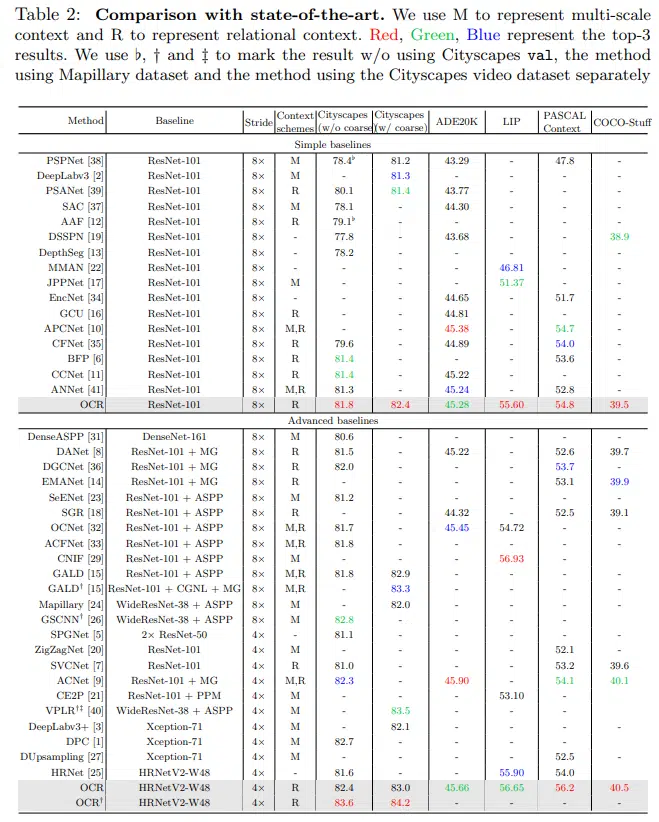 Table 2: Comparison with state-of-the-art. We use M to represent multi-scale
context and R to represent relational context. Red, Green, Blue represent the top-3
results. We use ♭, † and ‡ to mark the result w/o using Cityscapes val, the method
using Mapillary dataset and the method using the Cityscapes video dataset separately
Method Baseline Stride Context schemes Cityscapes (w/o coarse) Cityscapes (w/ coarse) ADE20K LIP PASCAL Context COCO-Stuff
Simple baselines
PSPNet [38] ResNet-101 8× M 78.4♭ 81.2 43.29 - 47.8 -
DeepLabv3 [2] ResNet-101 8× M - 81.3 - - - -
PSANet [39] ResNet-101 8× R 80.1 81.4 43.77 - - -
SAC [37] ResNet-101 8× M 78.1 - 44.30 - - -
AAF [12] ResNet-101 8× R 79.1♭ - - - - -
DSSPN [19] ResNet-101 8× - 77.8 - 43.68 - - 38.9
DepthSeg [13] ResNet-101 8× - 78.2 - - - - -
MMAN [22] ResNet-101 8× - - - - 46.81 - -
JPPNet [17] ResNet-101 8× M - - - 51.37 - -
EncNet [34] ResNet-101 8× - - - 44.65 - 51.7 -
GCU [16] ResNet-101 8× R - - 44.81 - - -
APCNet [10] ResNet-101 8× M,R - - 45.38 - 54.7 -
CFNet [35] ResNet-101 8× R 79.6 - 44.89 - 54.0 -
BFP [6] ResNet-101 8× R 81.4 - - - 53.6 -
CCNet [11] ResNet-101 8× R 81.4 - 45.22 - - -
ANNet [41] ResNet-101 8× M,R 81.3 - 45.24 - 52.8 -
OCR ResNet-101 8× R 81.8 82.4 45.28 55.60 54.8 39.5
Advanced baselines
DenseASPP [31] DenseNet-161 8× M 80.6 - - - - -
DANet [8] ResNet-101 + MG 8× R 81.5 - 45.22 - 52.6 39.7
DGCNet [36] ResNet-101 + MG 8× R 82.0 - - - 53.7 -
EMANet [14] ResNet-101 + MG 8× R - - - - 53.1 39.9
SeENet [23] ResNet-101 + ASPP 8× M 81.2 - - - - -
SGR [18] ResNet-101 + ASPP 8× R - - 44.32 - 52.5 39.1
OCNet [32] ResNet-101 + ASPP 8× M,R 81.7 - 45.45 54.72 - -
ACFNet [33] ResNet-101 + ASPP 8× M,R 81.8 - - - - -
CNIF [29] ResNet-101 + ASPP 8× M - - - 56.93 - -
GALD [15] ResNet-101 + ASPP 8× M,R 81.8 82.9 - - - -
GALD† [15] ResNet-101 + CGNL + MG 8× M,R - 83.3 - - - -
Mapillary [24] WideResNet-38 + ASPP 8× M - 82.0 - - - -
GSCNN† [26] WideResNet-38 + ASPP 8× M 82.8 - - - - -
SPGNet [5] 2× ResNet-50 4× - 81.1 - - - - -
ZigZagNet [20] ResNet-101 4× M - - - - 52.1 -
SVCNet [7] ResNet-101 4× R 81.0 - - - 53.2 39.6
ACNet [9] ResNet-101 + MG 4× M,R 82.3 - 45.90 - 54.1 40.1
CE2P [21] ResNet-101 + PPM 4× M - - - 53.10 - -
VPLR†‡ [40] WideResNet-38 + ASPP 4× M - 83.5 - - - -
DeepLabv3+ [3] Xception-71 4× M - 82.1 - - - -
DPC [1] Xception-71 4× M 82.7 - - - - -
DUpsampling [27] Xception-71 4× M - - - - 52.5 -
HRNet [25] HRNetV2-W48 4× - 81.6 - - 55.90 54.0 -
OCR HRNetV2-W48 4× R 82.4 83.0 45.66 56.65 56.2 40.5
OCR† HRNetV2-W48 4× R 83.6 84.2 - - - -